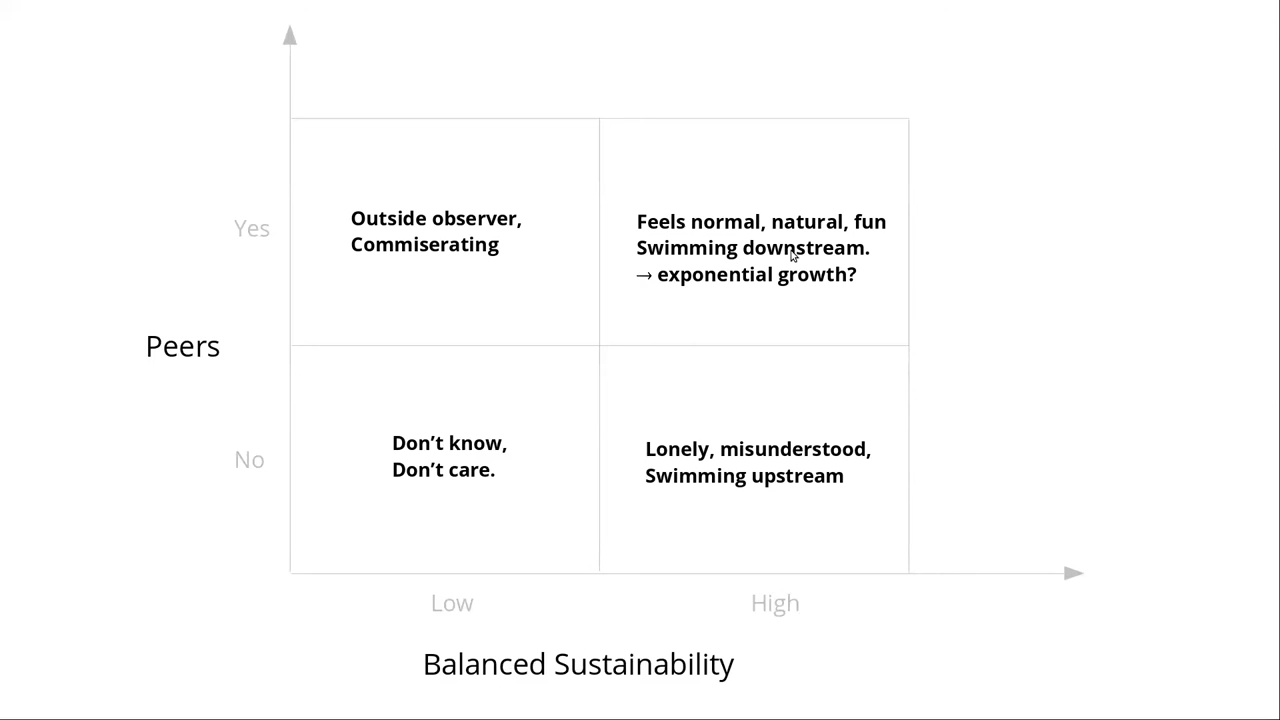 Yes
Outside observer,
Commiserating
Feels normal, natural, fun
Swimming downstream.
→ exponential growth?
Peers
No
Don’t know,
Don’t care.
Lonely, misunderstood,
Swimming upstream
Low
High
Balanced Sustainability